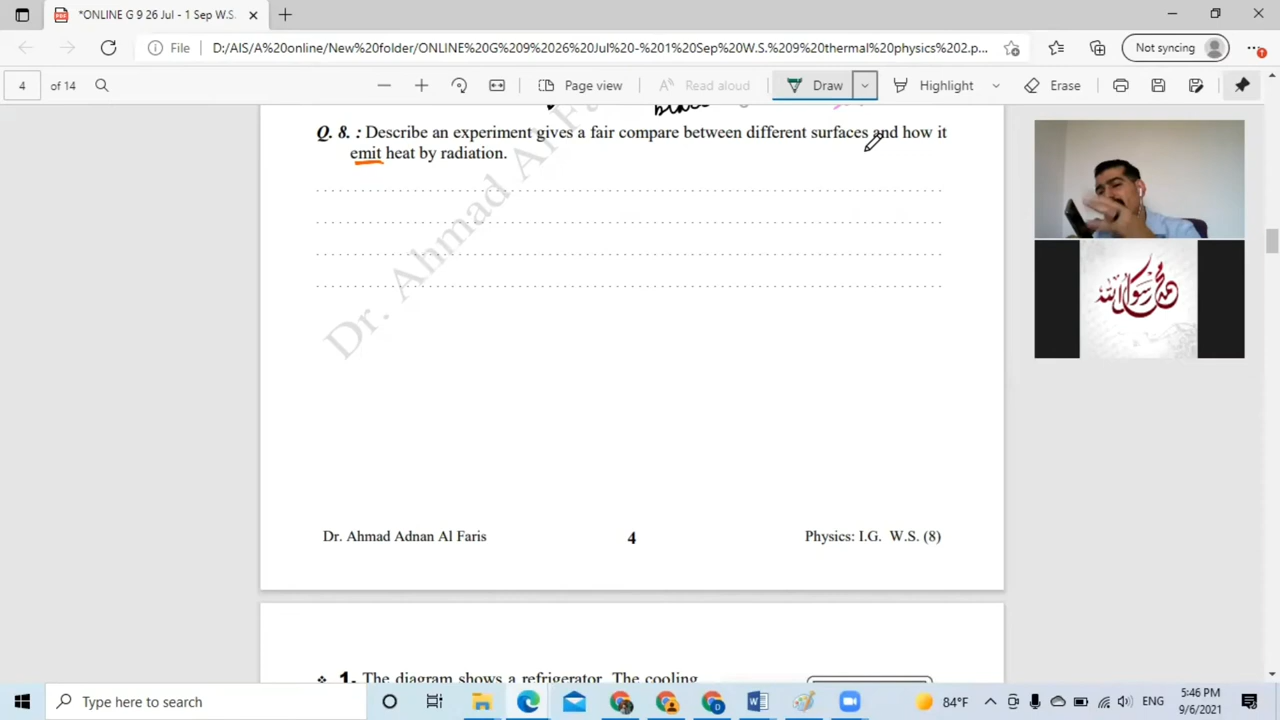 *ONLINE G 9 26 Jul - 1 Sep W.S.
File
D:/AIS/A%20online/New%20folder/ONLINE%20G%209%2026%20Jul%20-%201%20Sep%20W.S.%209%20thermal%20physics%202.p...
Not syncing
4 of 14
Page view
Read aloud
Draw
Highlight
Erase
Q. 8. : Describe an experiment gives a fair compare between different surfaces and how it
emit heat by radiation.
Dr. Ahmad Al Fa
محمد رسول الله
Dr. Ahmad Adnan Al Faris
4
Physics: I.G. W.S. (8)
1- The diagram shows a refrigerator. The cooling
Type here to search
84°F
ENG
5:46 PM
9/6/2021